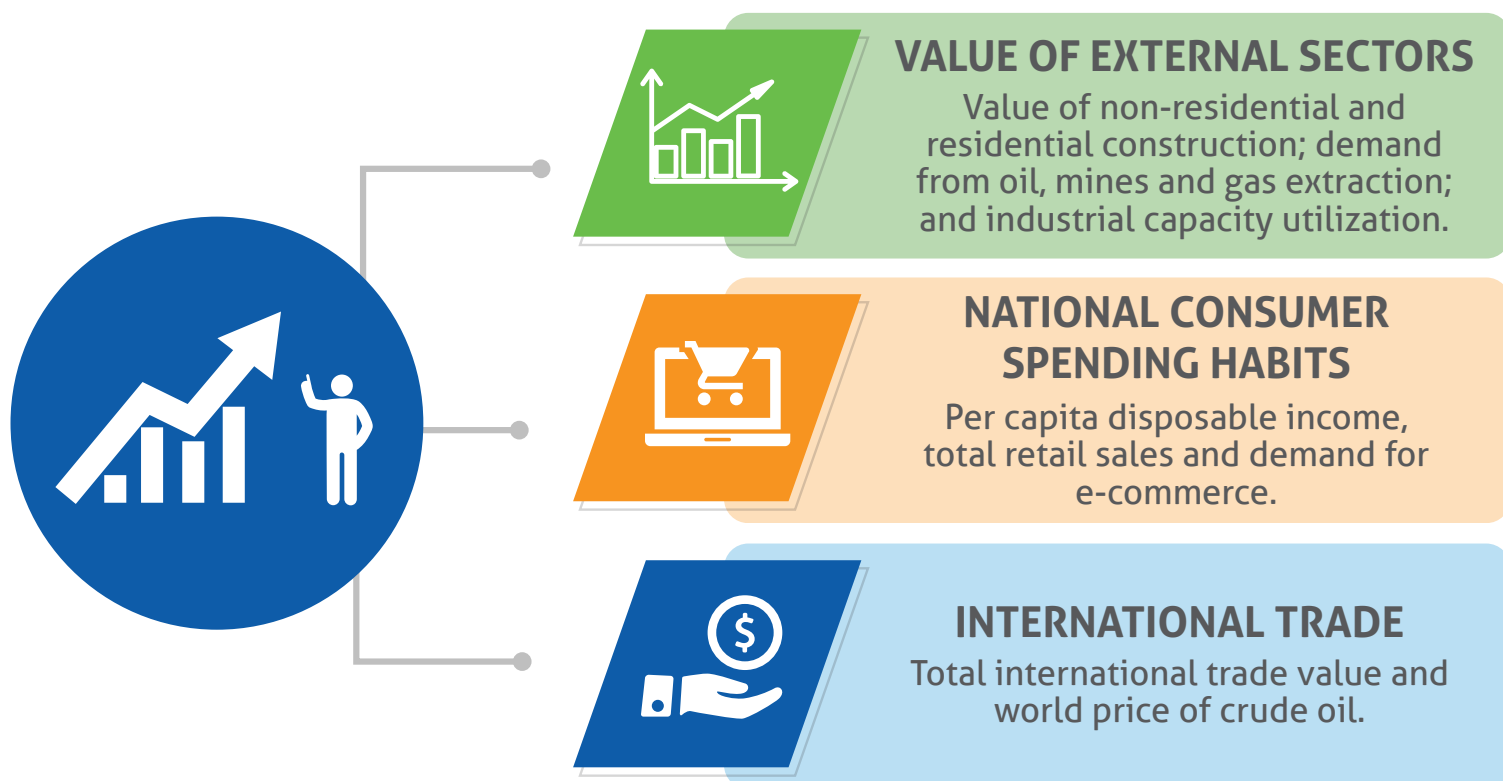 VALUE OF EXTERNAL SECTORS
Value of non-residential and
residential construction; demand
from oil, mines and gas extraction;
and industrial capacity utilization.
NATIONAL CONSUMER
SPENDING HABITS
Per capita disposable income,
total retail sales and demand for
e-commerce.
$
INTERNATIONAL TRADE
Total international trade value and
world price of crude oil.